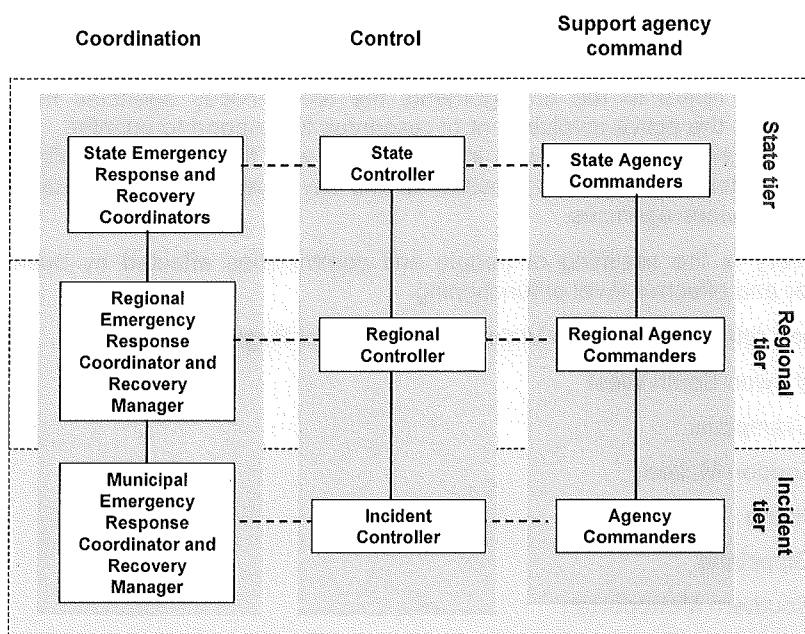 Coordination
Control
Support agency
command
State Emergency
Response and
Recovery
Coordinators
State
Controller
State Agency
Commanders
State tier
Regional
Emergency
Response
Coordinator and
Recovery
Manager
Regional
Controller
Regional Agency
Commanders
Regional
tier
Municipal
Emergency
Response
Coordinator and
Recovery
Manager
Incident
Controller
Agency
Commanders
Incident
tier